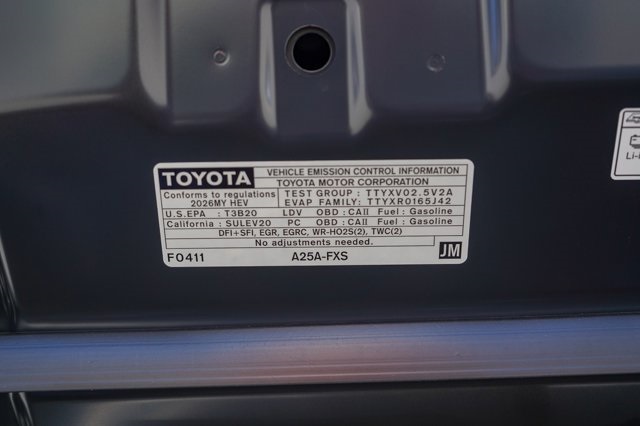 TOYOTA
VEHICLE EMISSION CONTROL INFORMATION
TOYOTA MOTOR CORPORATION
Conforms to regulations
2026MY HEV
TEST GROUP : TTYXV02.5V2A
EVAP FAMILY: TTYXR0165J42
U.S.EPA : T3B20 LDV OBD : CAII Fuel : Gasoline
California : SULEV20 PC OBD : CAII Fuel : Gasoline
DFI+SFI, EGR, EGRC, WR-HO2S(2), TWC(2)
No adjustments needed.
F0411 A25A-FXS JM